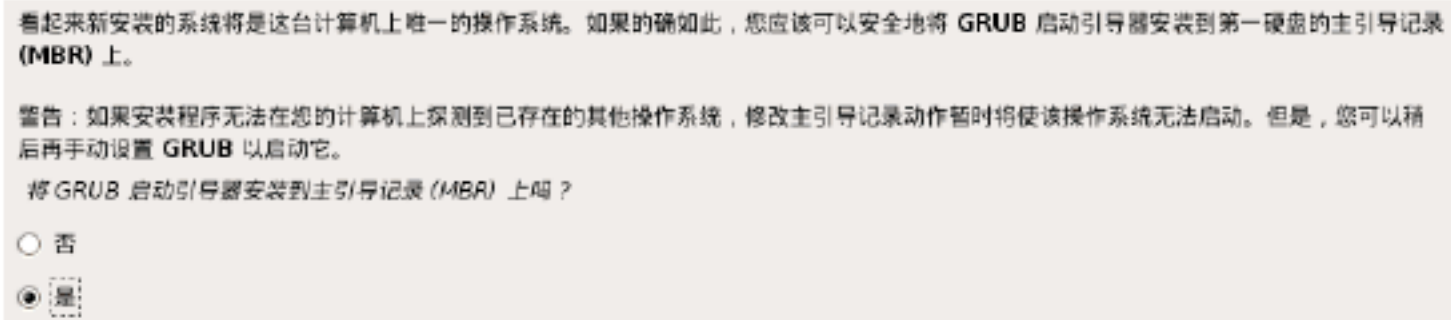 看起来新安装的系统将是这台计算机上唯一的操作系统。如果的确如此，您应该可以安全地将 GRUB 启动引导器安装到第一硬盘的主引导记录
(MBR) 上。
警告：如果安装程序无法在您的计算机上探测到已存在的其他操作系统，修改主引导记录动作暂时将使该操作系统无法启动。但是，您可以稍
后再手动设置 GRUB 以启动它。
将 GRUB 启动引导器安装到主引导记录 (MBR) 上吗？
否
是